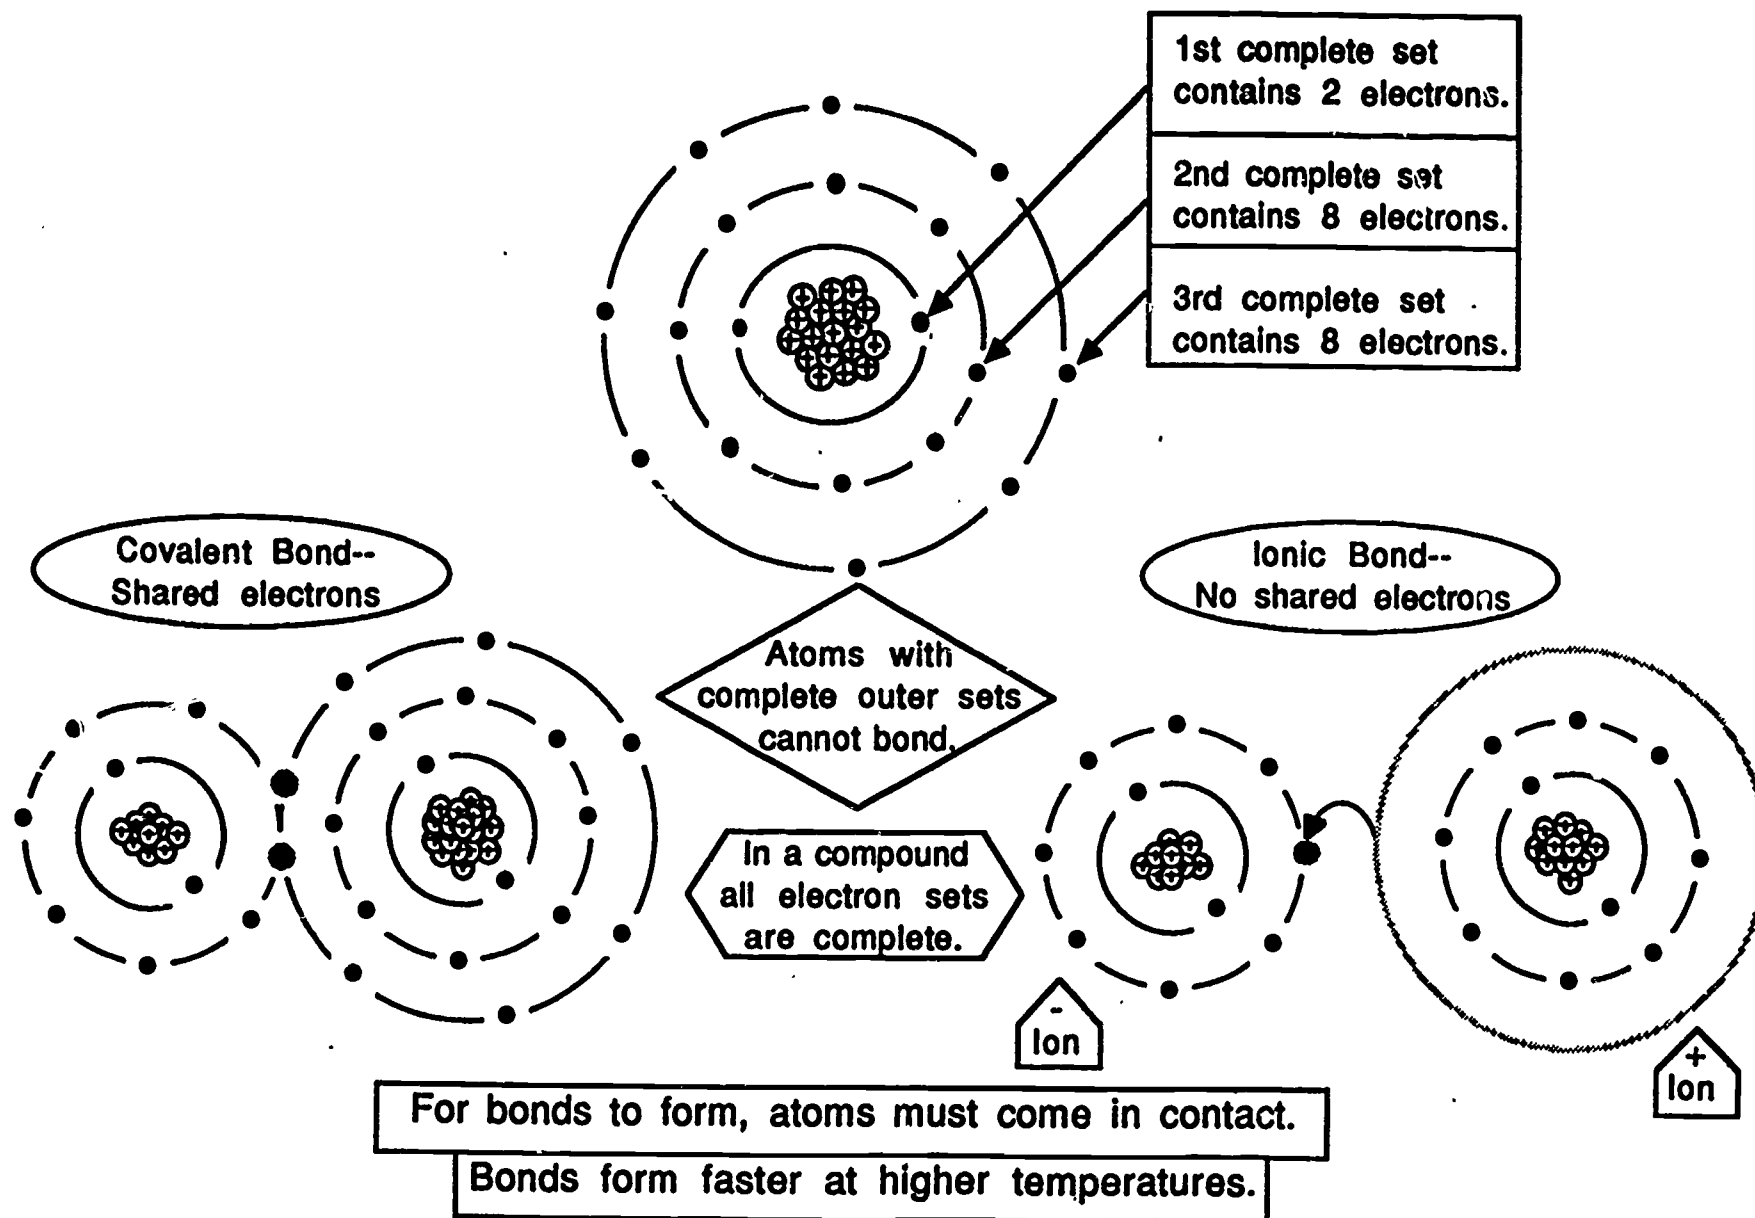 1st complete set
contains 2 electrons.
2nd complete set
contains 8 electrons.
3rd complete set
contains 8 electrons.
Covalent Bond--
Shared electrons
Ionic Bond--
No shared electrons
Atoms with
complete outer sets
cannot bond.
In a compound
all electron sets
are complete.
-
Ion
+
Ion
For bonds to form, atoms must come in contact.
Bonds form faster at higher temperatures.